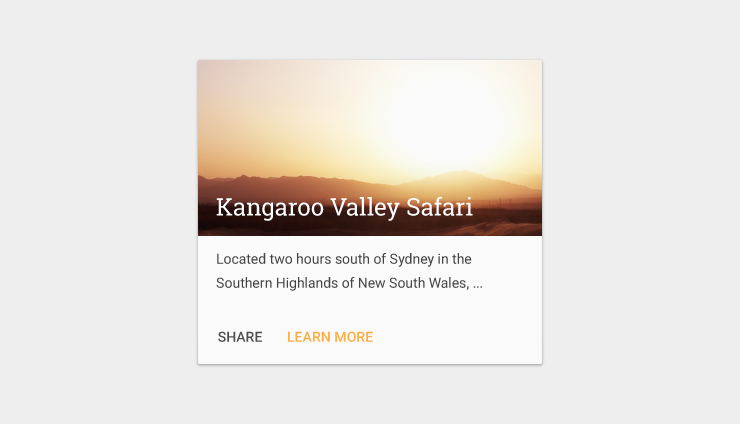 Kangaroo Valley Safari
Located two hours south of Sydney in the
Southern Highlands of New South Wales, ...
SHARE LEARN MORE